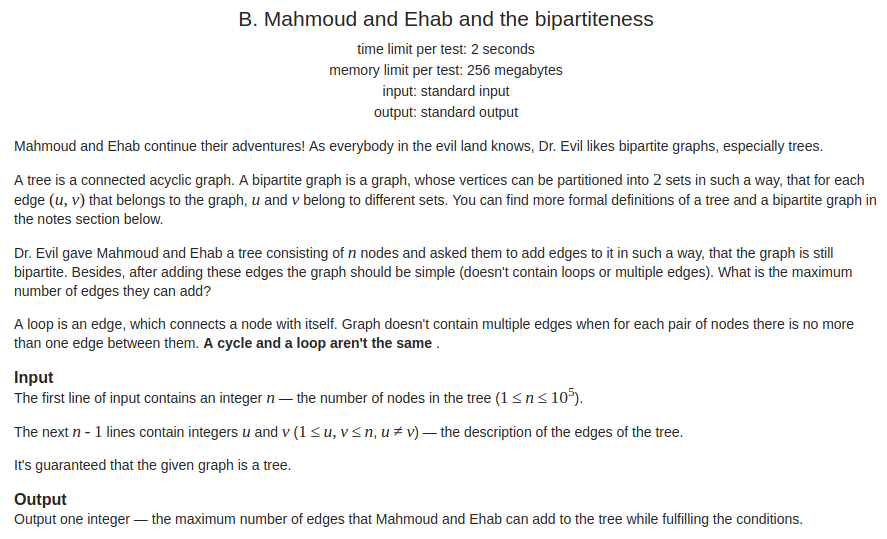 B. Mahmoud and Ehab and the bipartiteness
time limit per test: 2 seconds
memory limit per test: 256 megabytes
input: standard input
output: standard output
Mahmoud and Ehab continue their adventures! As everybody in the evil land knows, Dr. Evil likes bipartite graphs, especially trees.
A tree is a connected acyclic graph. A bipartite graph is a graph, whose vertices can be partitioned into 2 sets in such a way, that for each
edge (u, v) that belongs to the graph, u and v belong to different sets. You can find more formal definitions of a tree and a bipartite graph in
the notes section below.
Dr. Evil gave Mahmoud and Ehab a tree consisting of n nodes and asked them to add edges to it in such a way, that the graph is still
bipartite. Besides, after adding these edges the graph should be simple (doesn't contain loops or multiple edges). What is the maximum
number of edges they can add?
A loop is an edge, which connects a node with itself. Graph doesn't contain multiple edges when for each pair of nodes there is no more
than one edge between them. A cycle and a loop aren't the same .
Input
The first line of input contains an integer n — the number of nodes in the tree (1 ≤ n ≤ 10⁵).
The next n - 1 lines contain integers u and v (1 ≤ u, v ≤ n, u ≠ v) — the description of the edges of the tree.
It's guaranteed that the given graph is a tree.
Output
Output one integer — the maximum number of edges that Mahmoud and Ehab can add to the tree while fulfilling the conditions.